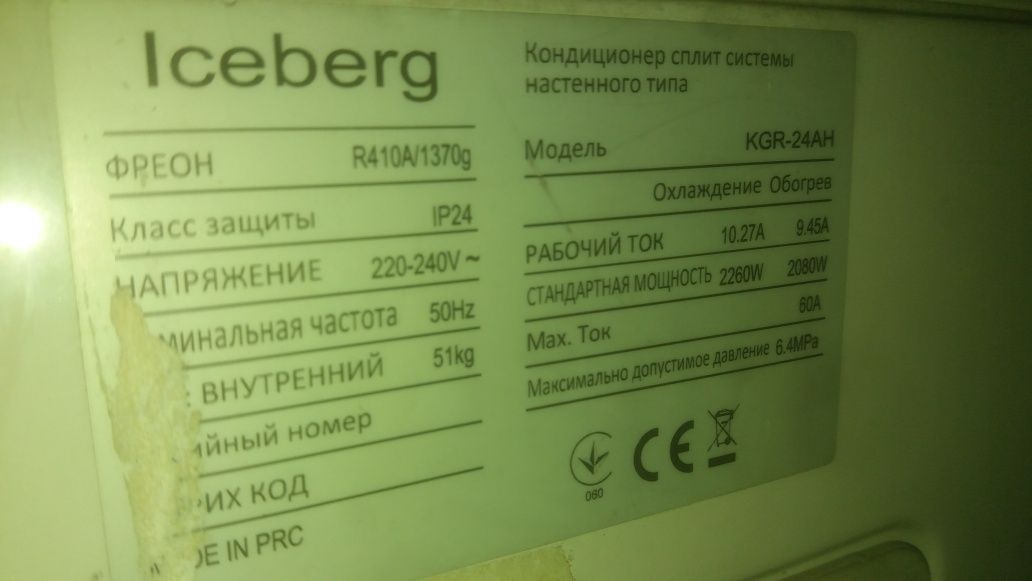 Iceberg
ФРЕОН R410A/1370g
Класс защиты IP24
НАПРЯЖЕНИЕ 220-240V ~
минальная частота 50Hz
ВНУТРЕННИЙ 51kg
ийный номер
РИХ КОД
DE IN PRC
Кондиционер сплит системы
настенного типа
Модель KGR-24AH
Охлаждение Обогрев
РАБОЧИЙ ТОК 10.27A 9.45A
СТАНДАРТНАЯ МОЩНОСТЬ 2260W 2080W
Max. Ток 60A
Максимально допустимое давление 6.4MPa
CE
060